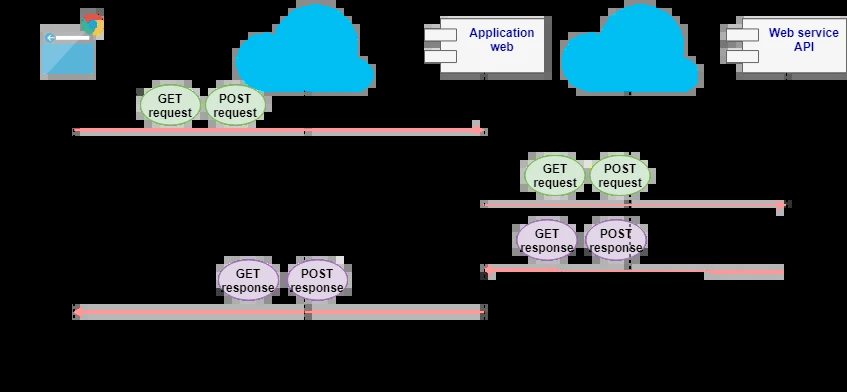 Application
web
Web service
API
GET
request
POST
request
GET
request
POST
request
GET
response
POST
response
GET
response
POST
response